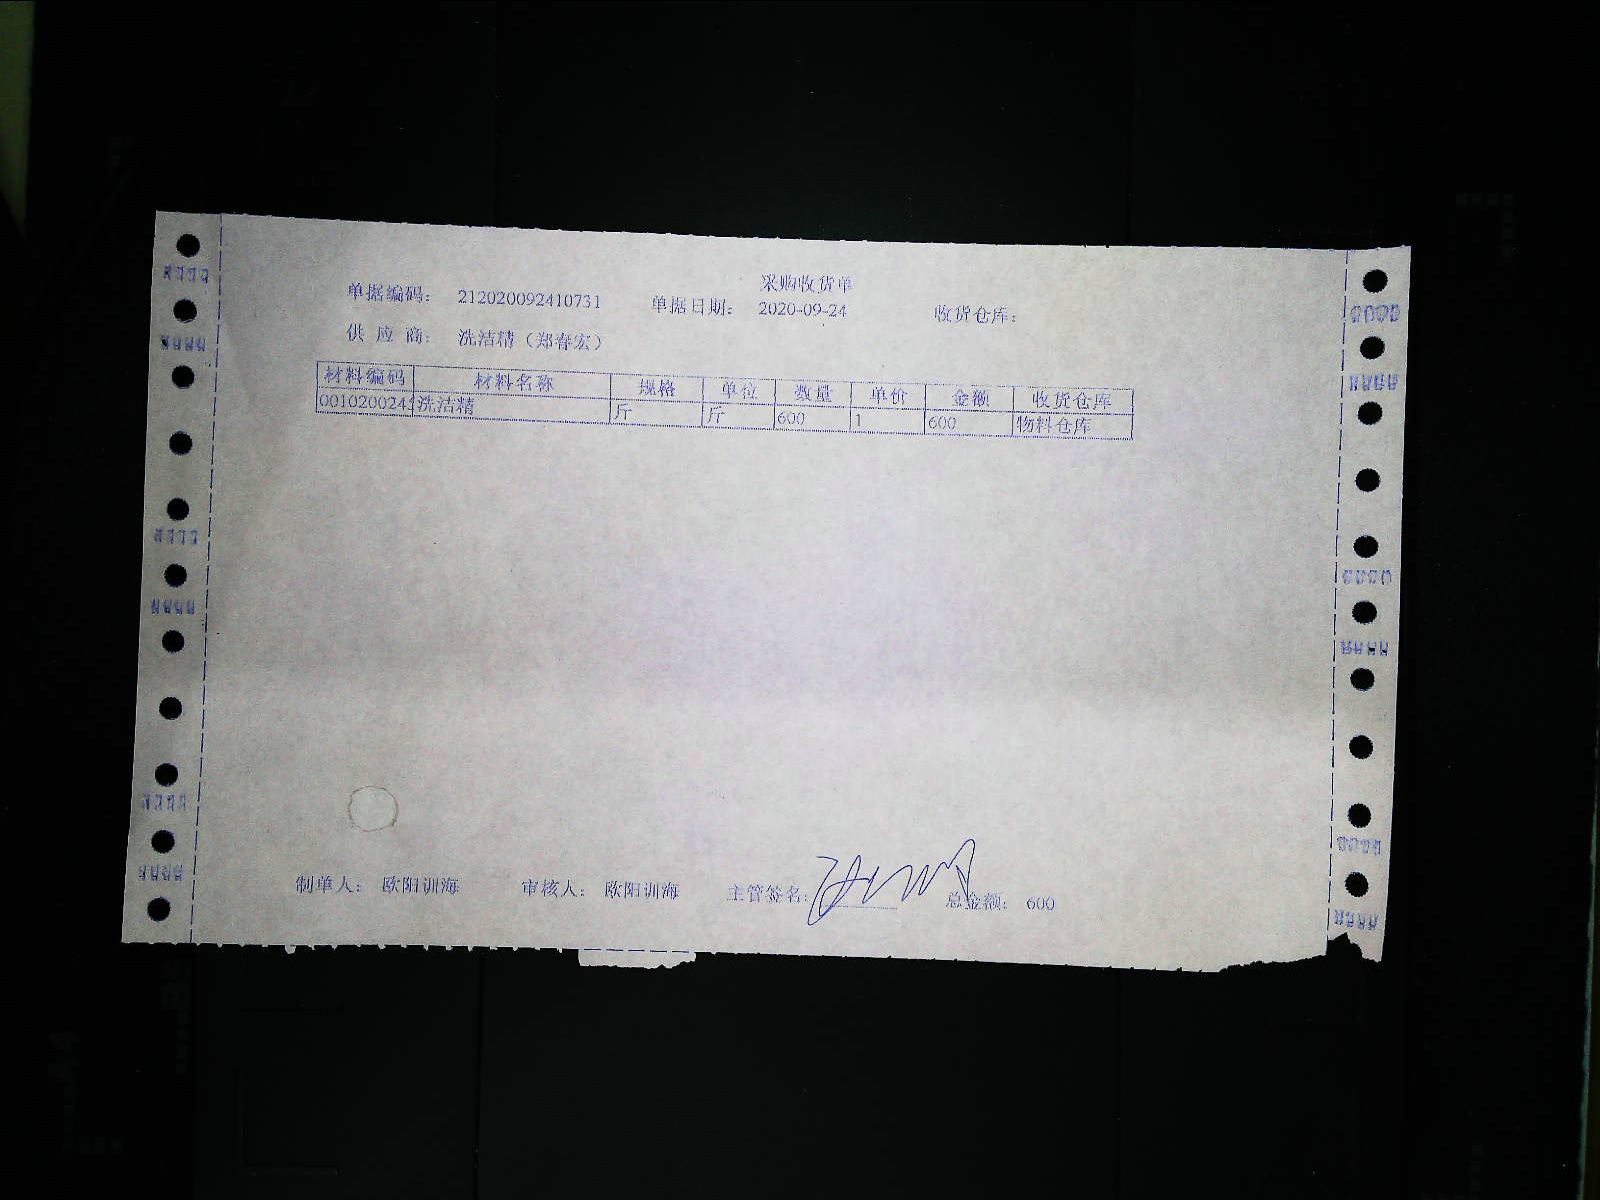 采购收货单
单据编码： 212020092410731 单据日期： 2020-09-24 收货仓库：
供 应 商： 洗洁精（郑春宏）
材料编码 材料名称 规格 单位 数量 单价 金额 收货仓库
0010200245 洗洁精 斤 斤 600 1 600 物料仓库
制单人： 欧阳训海 审核人： 欧阳训海 主管签名： 总金额： 600